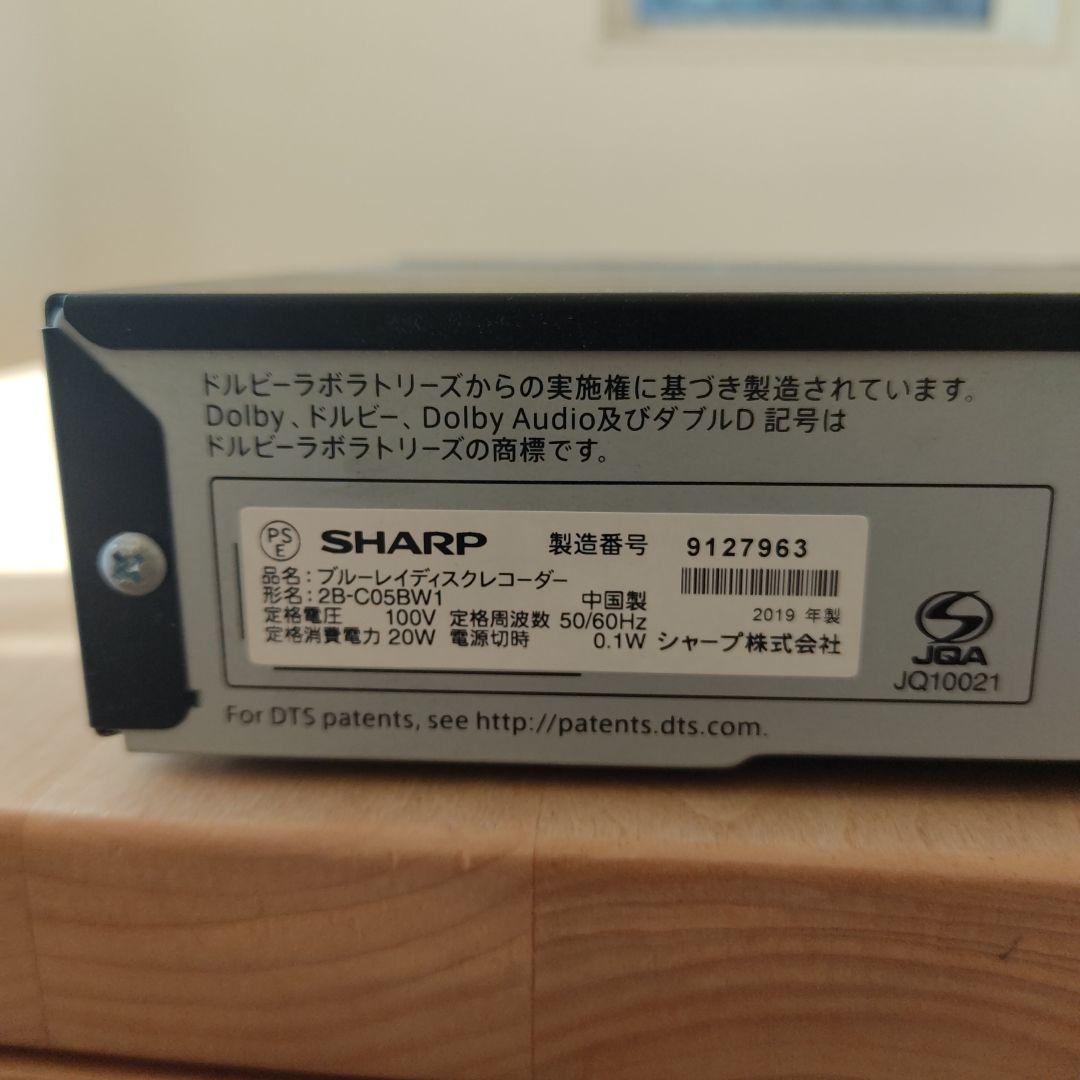 ドルビーラボラトリーズからの実施権に基づき製造されています。
Dolby、ドルビー、Dolby Audio及びダブルD 記号は
ドルビーラボラトリーズの商標です。
PSE SHARP 製造番号 9127963
品名：ブルーレイディスクレコーダー
形名：2B-C05BW1 中国製
定格電圧 100V 定格周波数 50/60Hz 2019 年製
定格消費電力 20W 電源切時 0.1W シャープ株式会社
JQA
JQ10021
For DTS patents, see http://patents.dts.com.